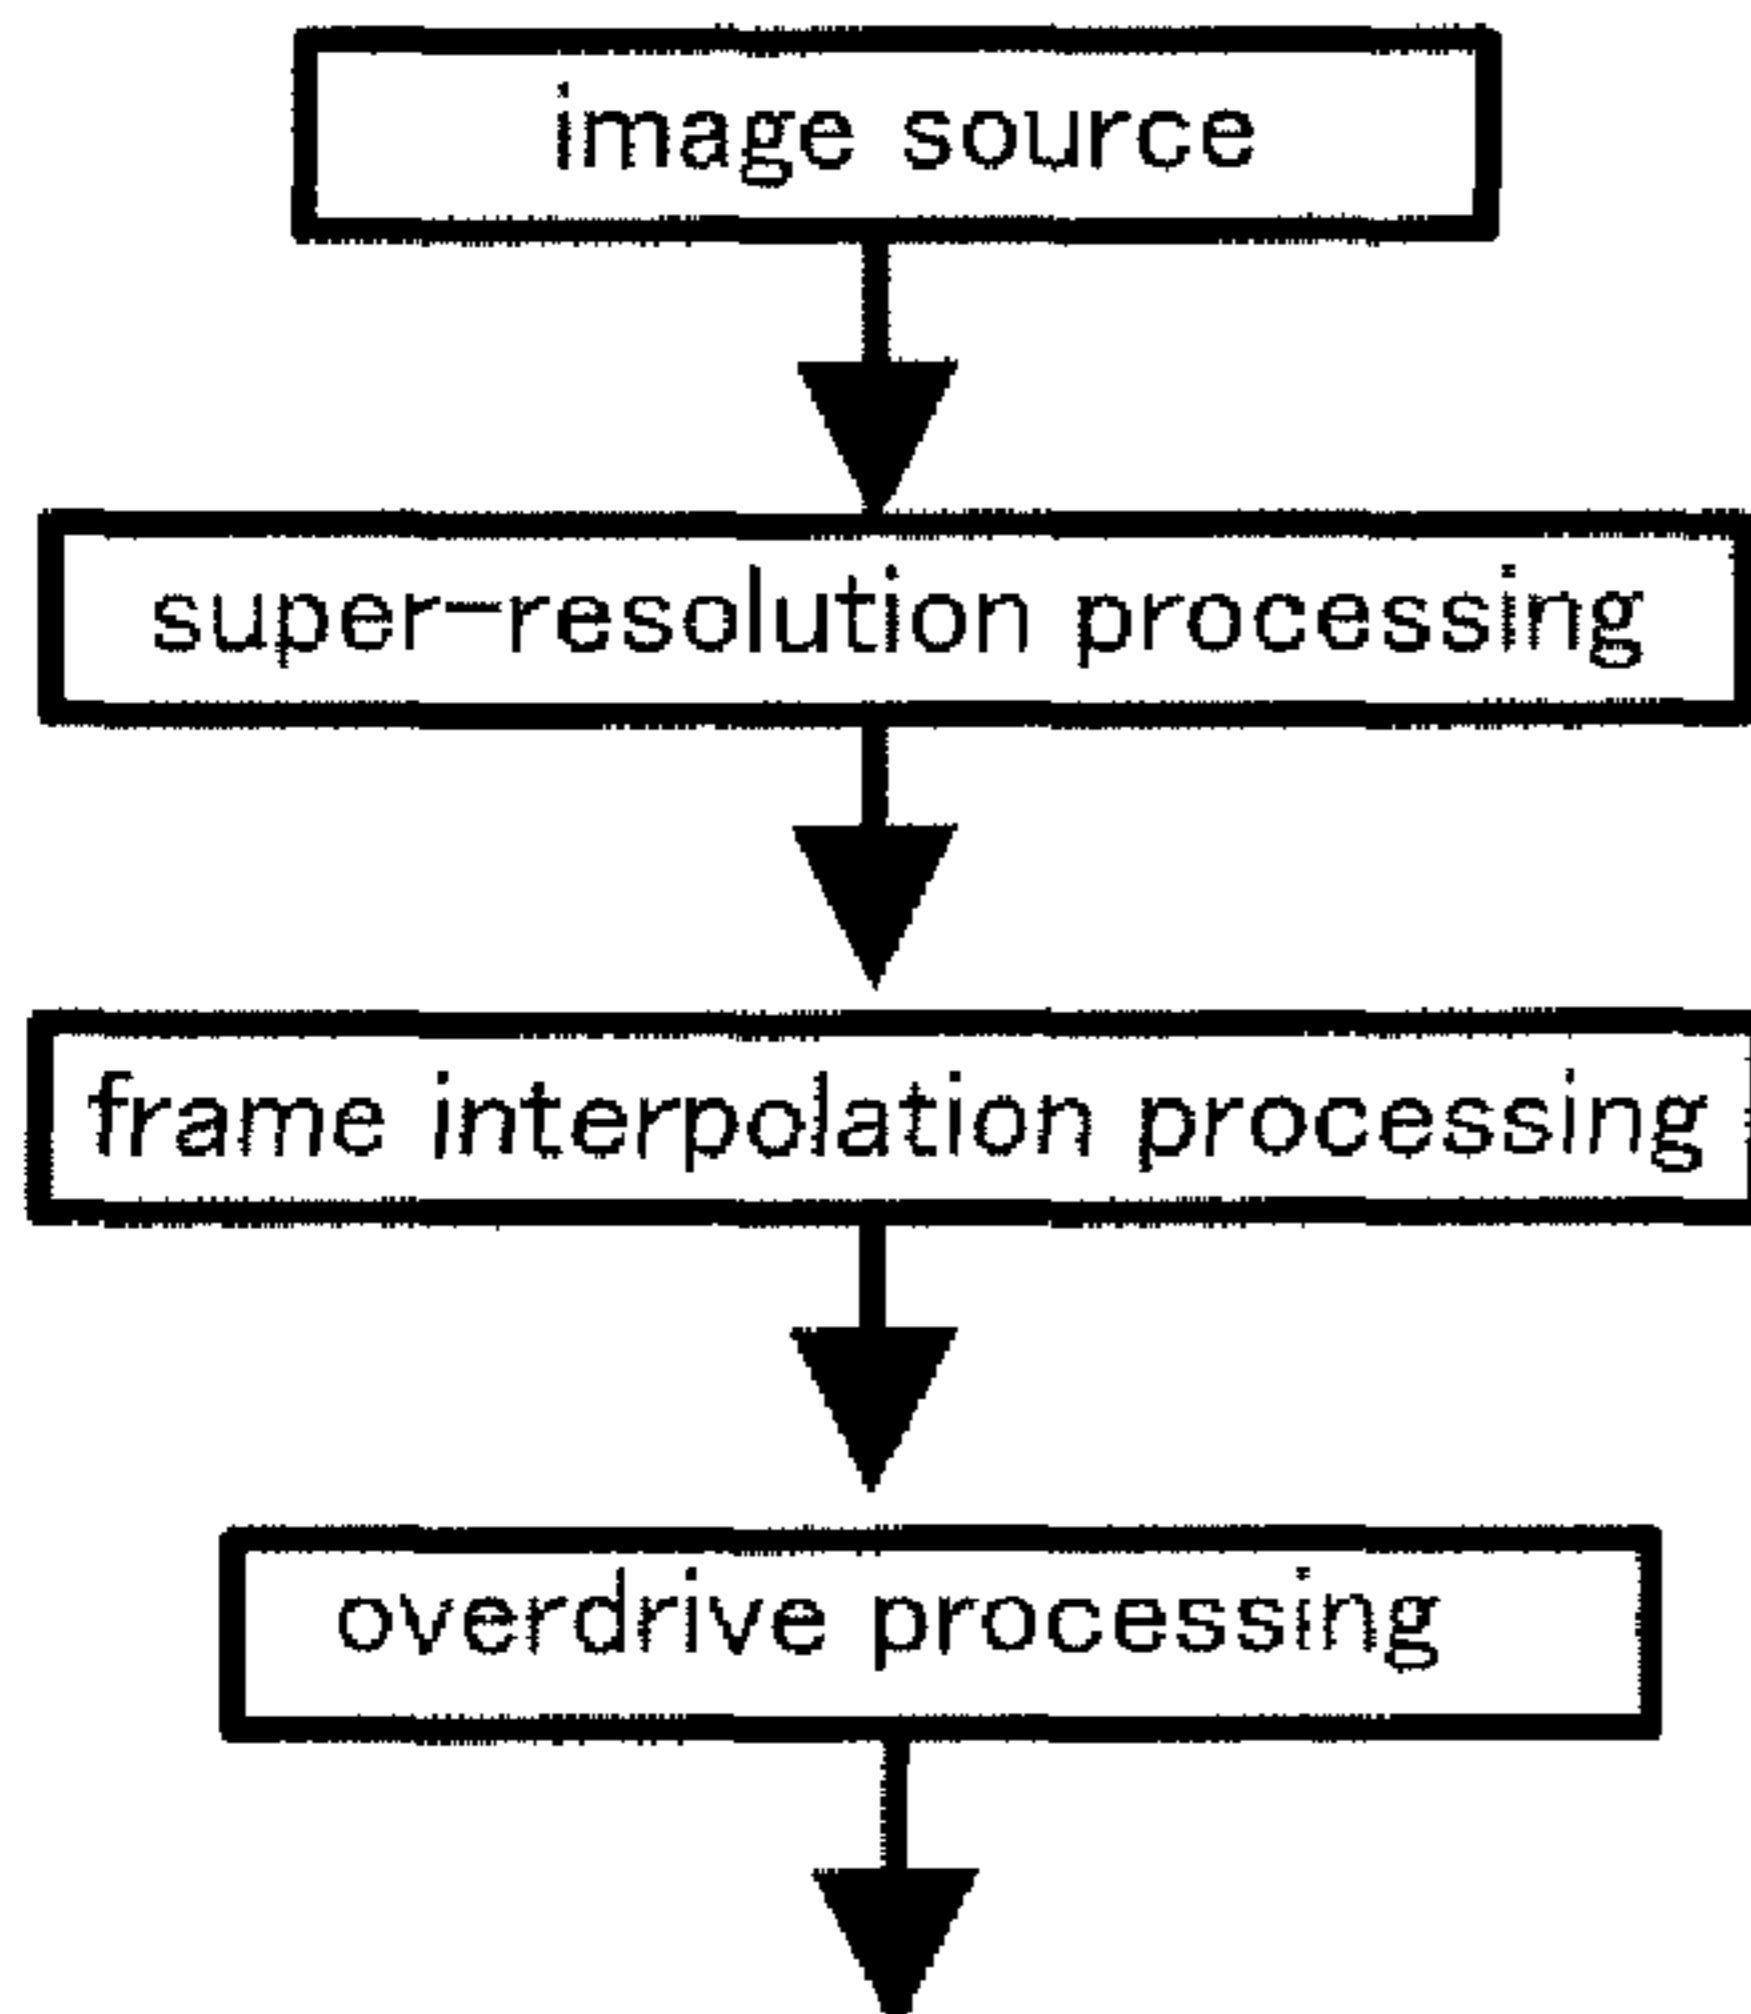 image source
super-resolution processing
frame interpolation processing
overdrive processing